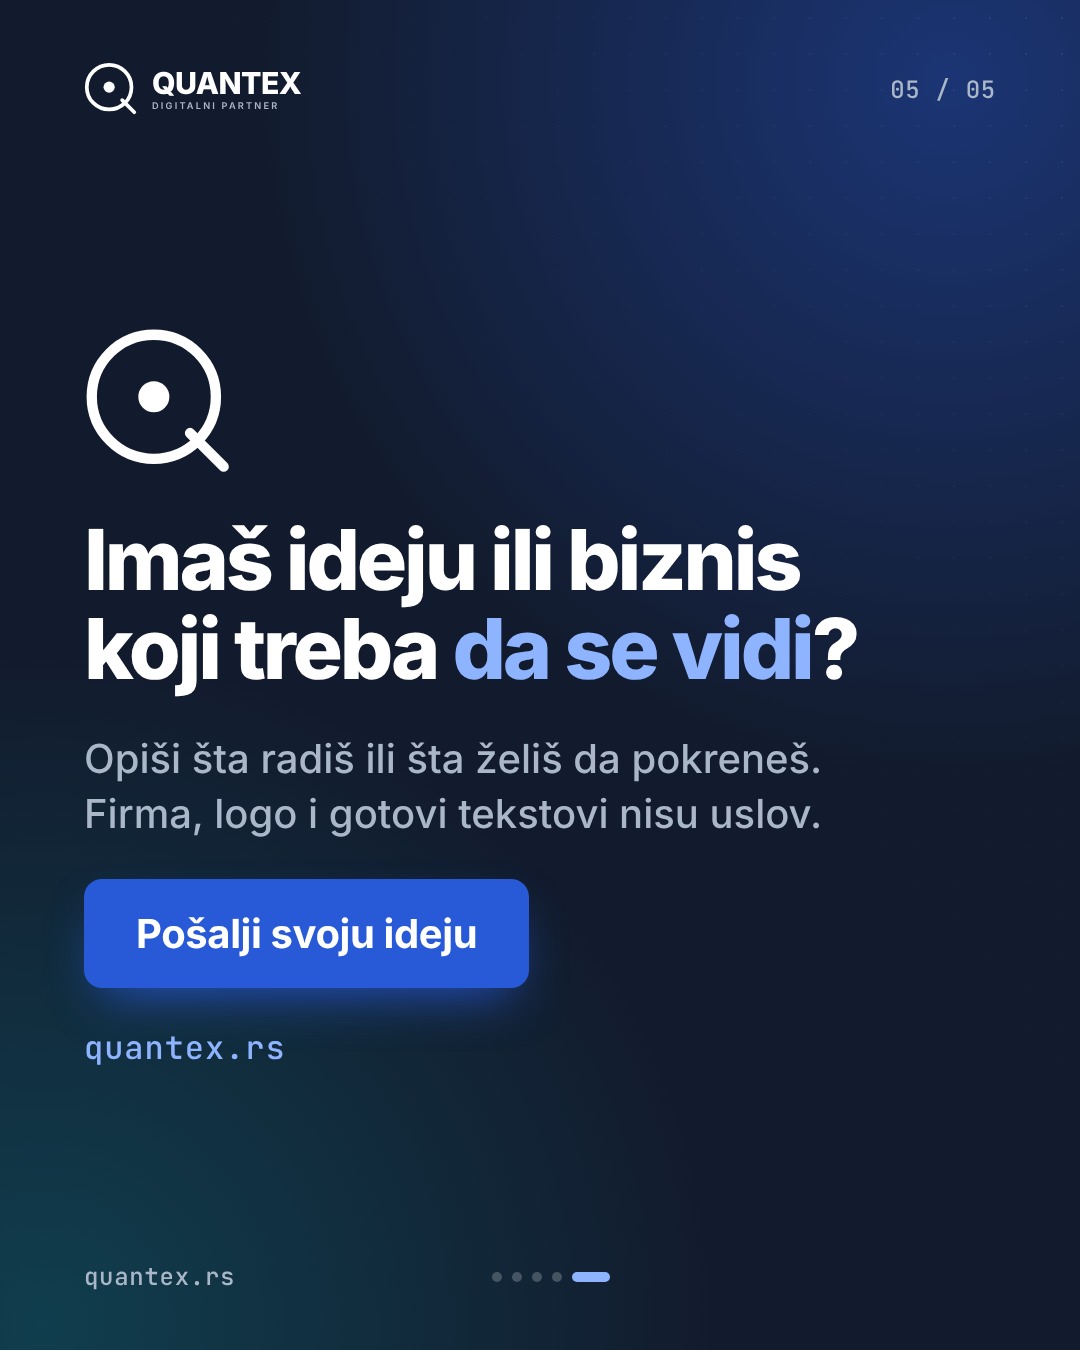 QUANTEX
DIGITALNI PARTNER
05 / 05
Imaš ideju ili biznis
koji treba da se vidi?
Opiši šta radiš ili šta želiš da pokreneš.
Firma, logo i gotovi tekstovi nisu uslov.
Pošalji svoju ideju
quantex.rs
quantex.rs